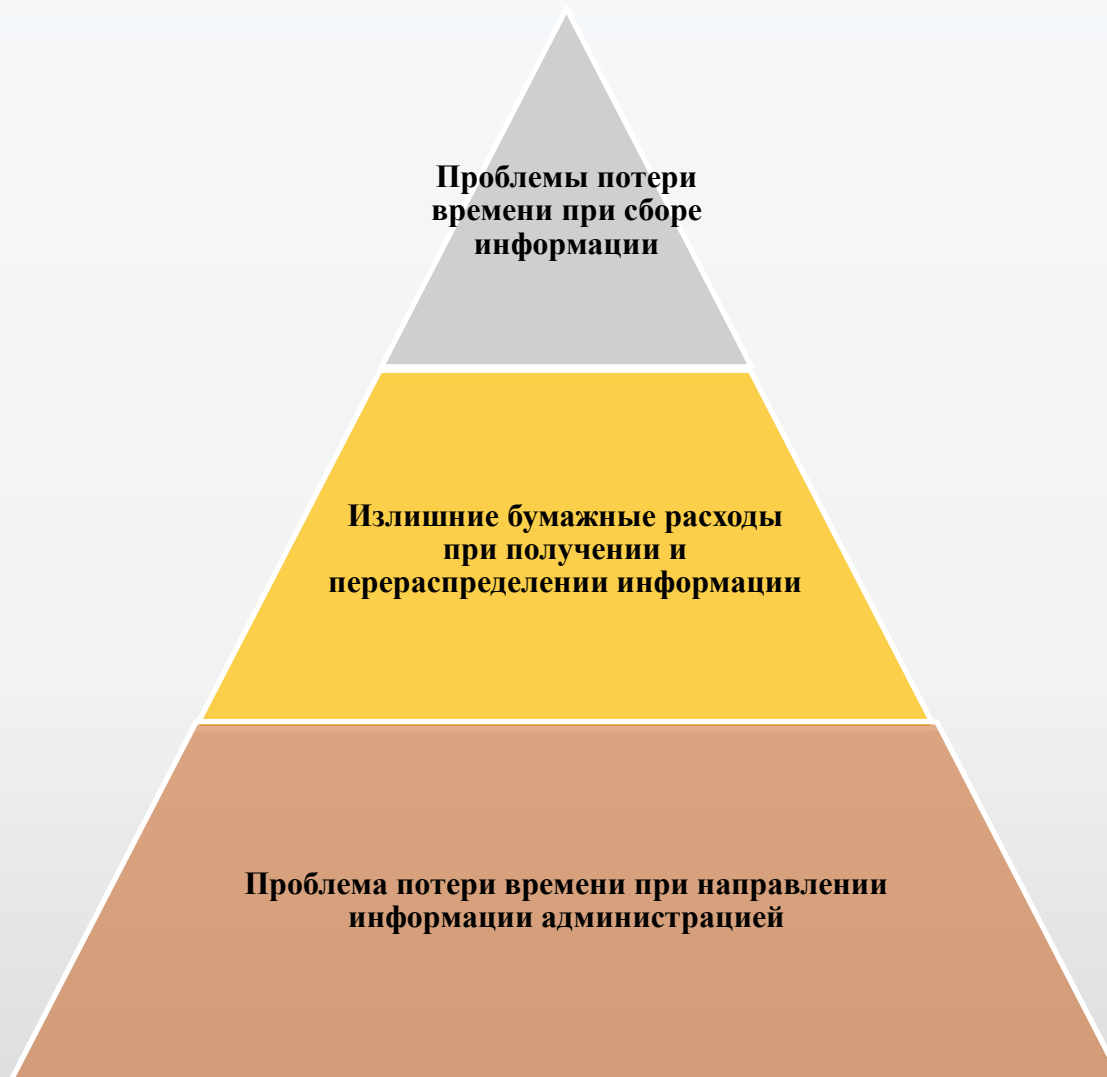 Проблемы потери
времени при сборе
информации
Излишние бумажные расходы
при получении и
перераспределении информации
Проблема потери времени при направлении
информации администрацией